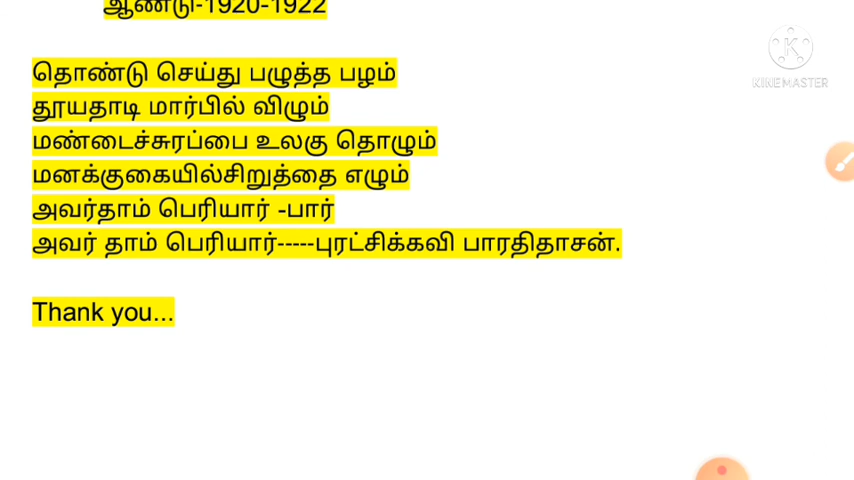 ஆண்டு-1920-1922
தொண்டு செய்து பழுத்த பழம்
தூயதாடி மார்பில் விழும்
மண்டைச்சுரப்பை உலகு தொழும்
மனக்குகையில்சிறுத்தை எழும்
அவர்தாம் பெரியார் -பார்
அவர் தாம் பெரியார்-----புரட்சிக்கவி பாரதிதாசன்.
Thank you...
K
KINEMASTER